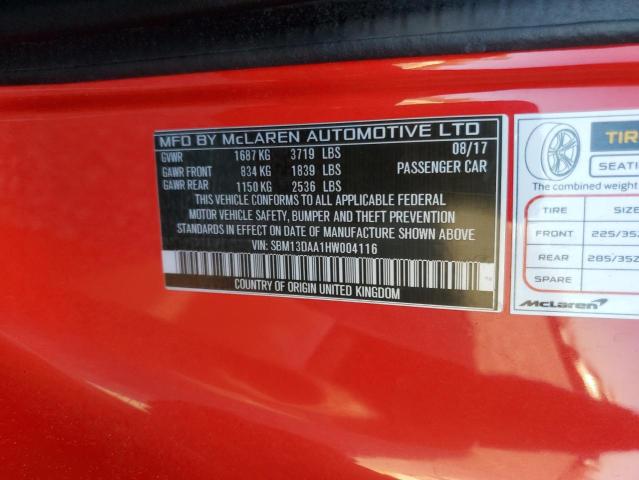 MFD BY McLAREN AUTOMOTIVE LTD
GVWR 1687 KG 3719 LBS 08/17
GAWR FRONT 834 KG 1839 LBS PASSENGER CAR
GAWR REAR 1150 KG 2536 LBS
THIS VEHICLE CONFORMS TO ALL APPLICABLE FEDERAL
MOTOR VEHICLE SAFETY, BUMPER AND THEFT PREVENTION
STANDARDS IN EFFECT ON DATE OF MANUFACTURE SHOWN ABOVE.
VIN: SBM13DAA1HW004116
COUNTRY OF ORIGIN UNITED KINGDOM
TIR
SEATI
The combined weight
TIRE SIZE
FRONT 225/35
REAR 285/35Z
SPARE
McLaren